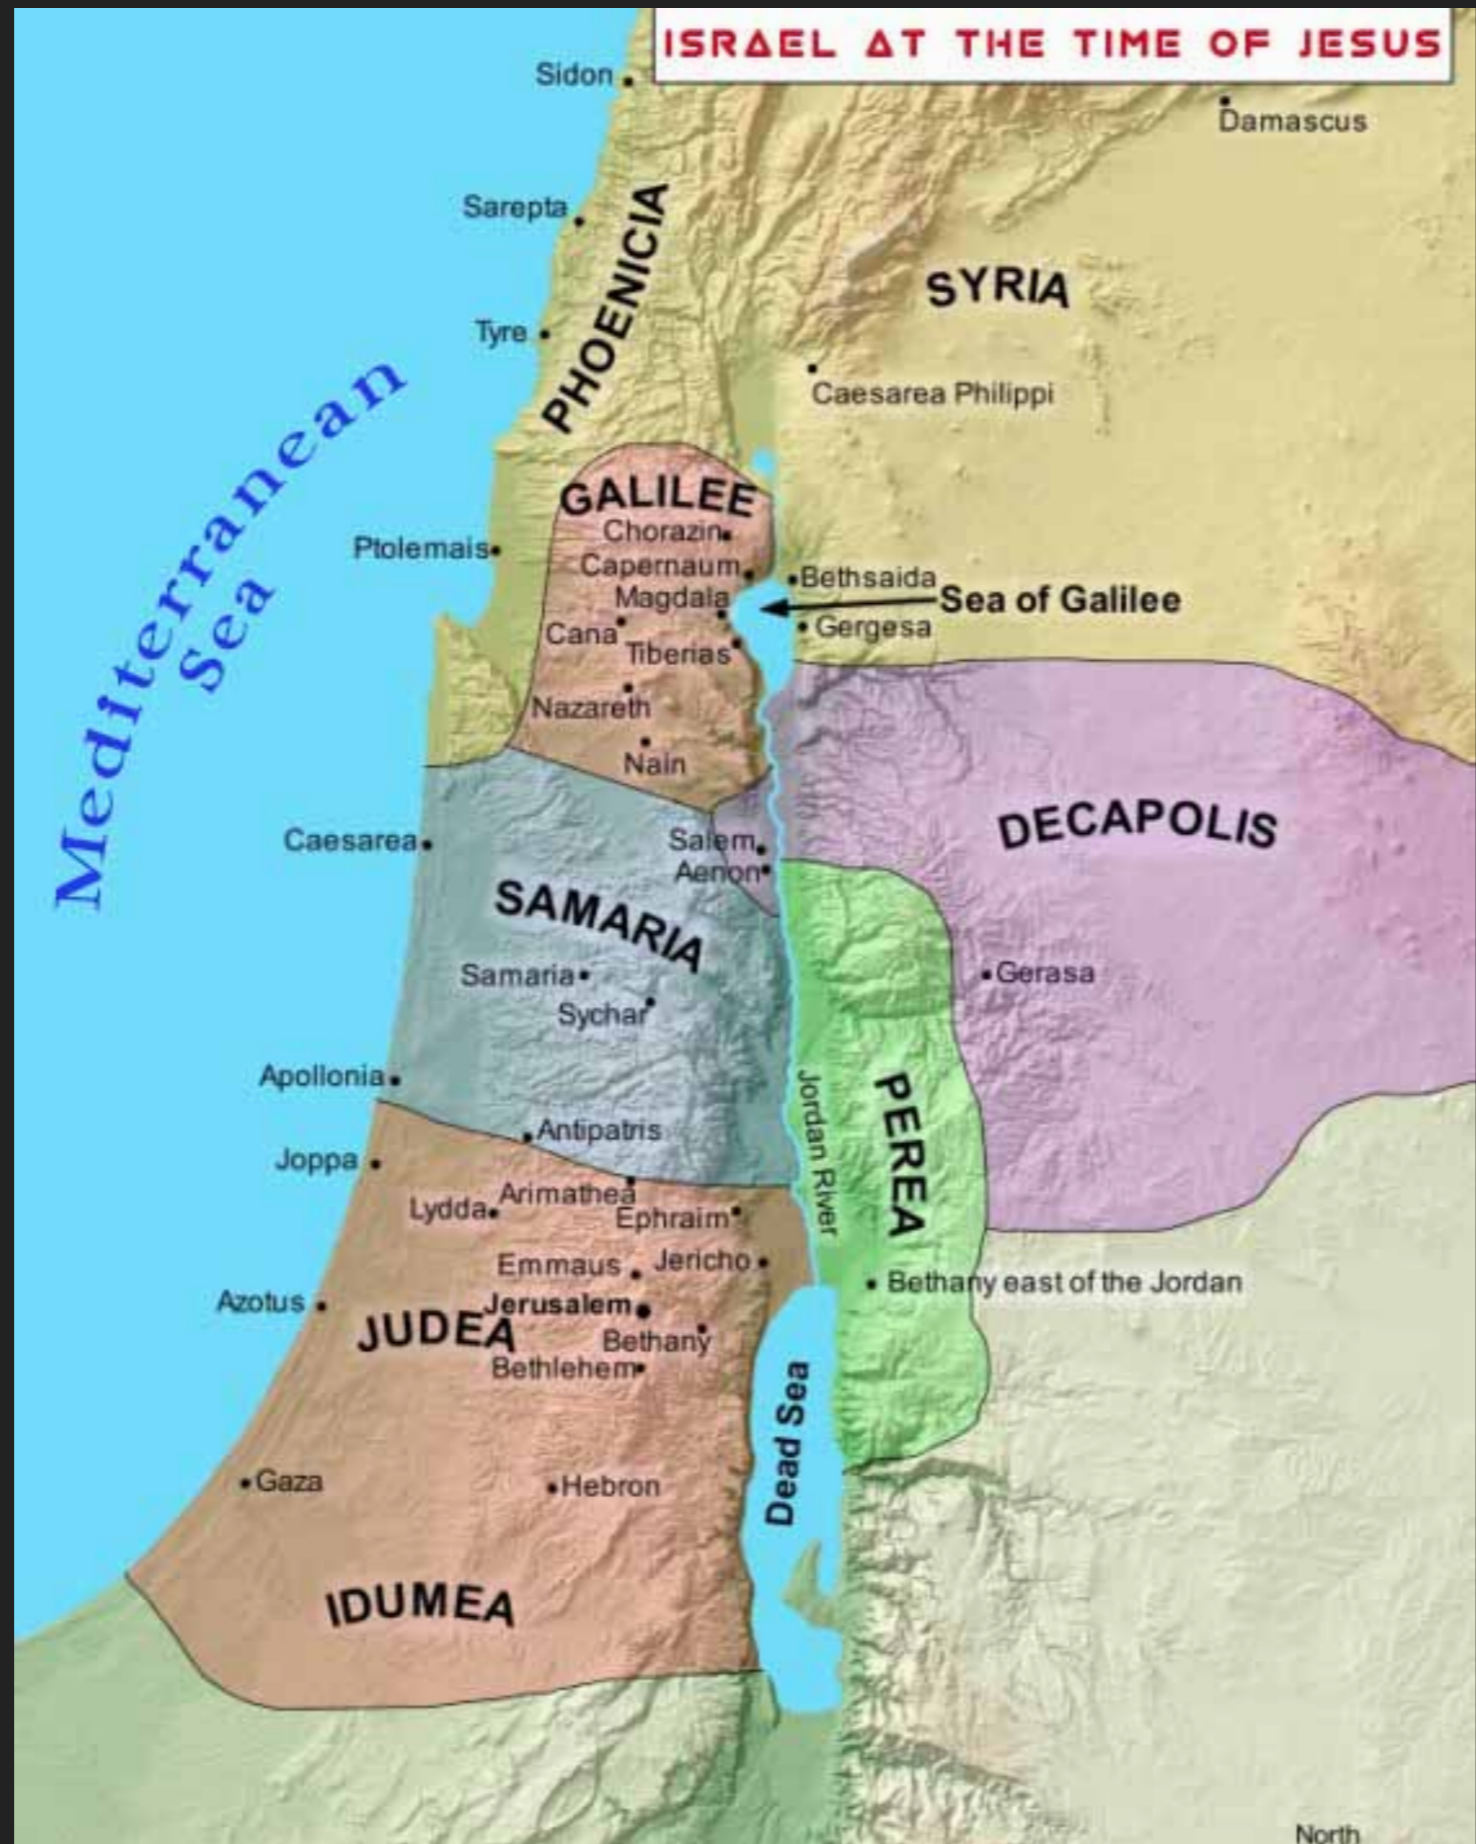 ISRAEL AT THE TIME OF JESUS
Sidon
Damascus
Sarepta
PHOENICIA
SYRIA
Tyre
Caesarea Philippi
Mediterranean
Sea
GALILEE
Chorazin
Ptolemais
Capernaum
Bethsaida
Magdala
Sea of Galilee
Cana
Gergesa
Tiberias
Nazareth
Nain
DECAPOLIS
Caesarea
Salem
Aenon
SAMARIA
Samaria
Gerasa
Sychar
Apollonia
PEREA
Jordan River
Antipatris
Joppa
Arimathea
Lydda
Ephraim
Emmaus
Jericho
Bethany east of the Jordan
Azotus
Jerusalem
JUDEA
Bethany
Bethlehem
Dead Sea
Gaza
Hebron
IDUMEA
North